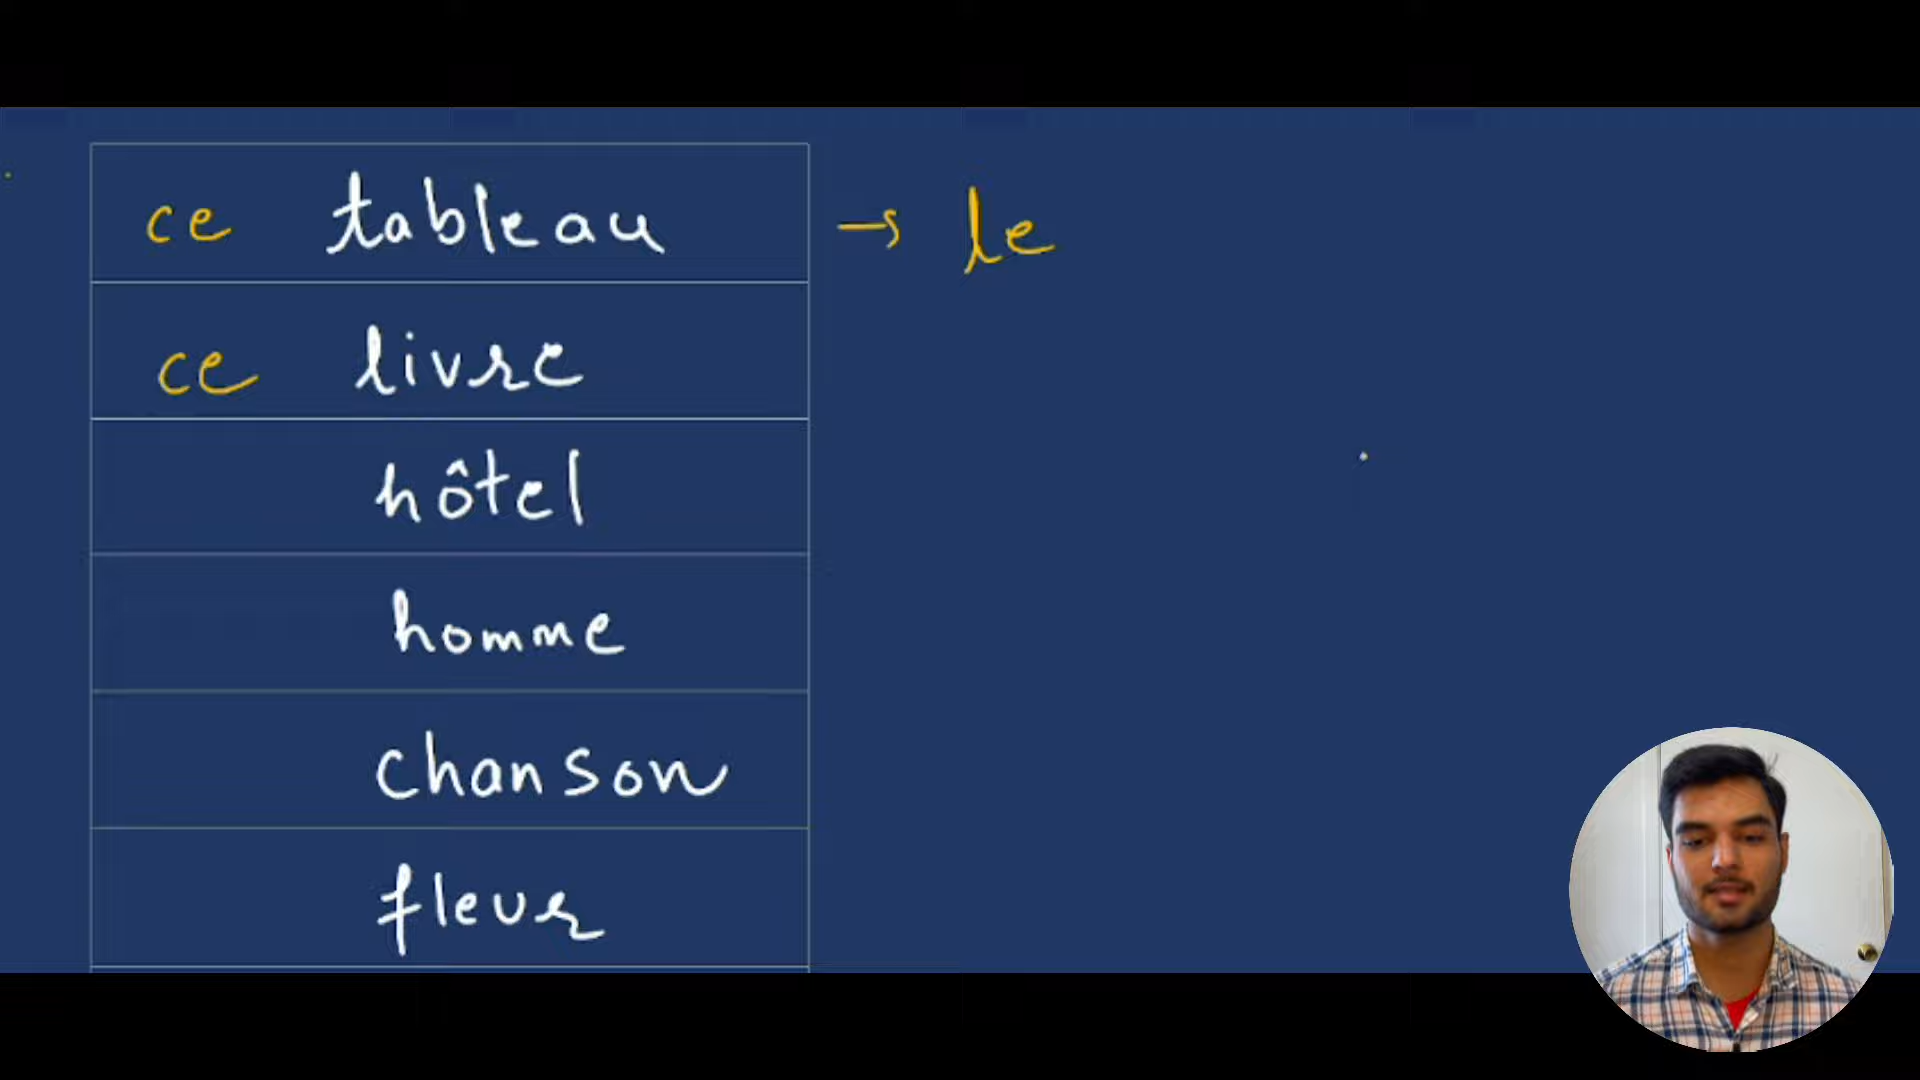 ce tableau → le
ce livre
hôtel
homme
chanson
fleur